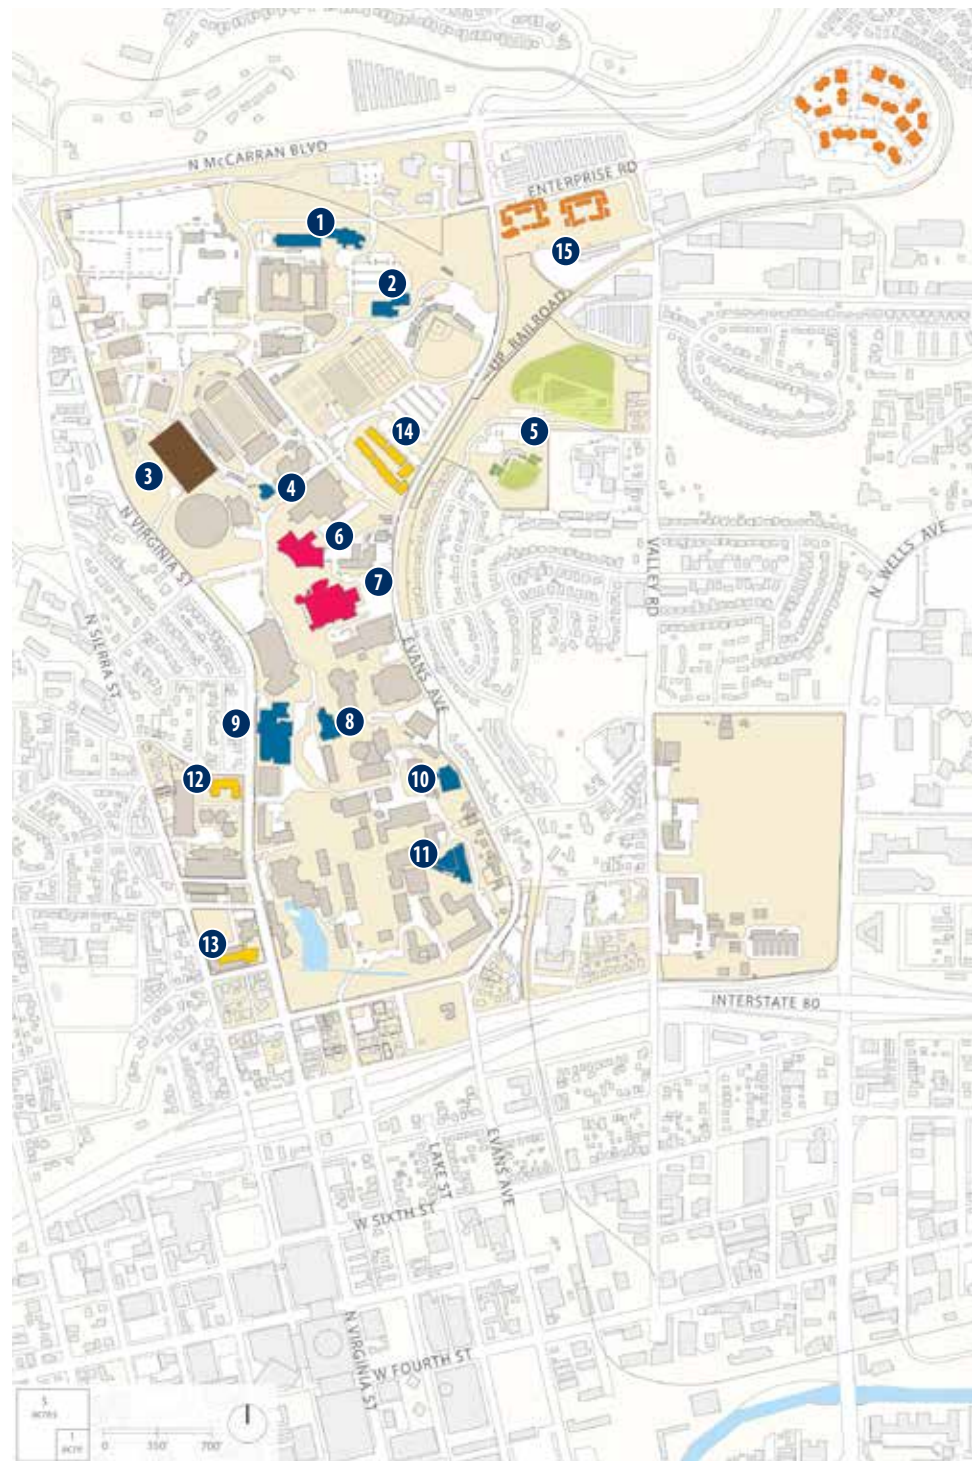 N McCARRAN BLVD
ENTERPRISE RD
1
15
2
UP RAILROAD
14
5
3
4
N VIRGINIA ST
6
VALLEY RD
N WELLS AVE
7
N SIERRA ST
EVANS AVE
9
8
12
10
11
13
INTERSTATE 80
LAKE ST
EVANS AVE
W SIXTH ST
N VIRGINIA ST
W FOURTH ST
5
acres
1
acre
0 350' 700'